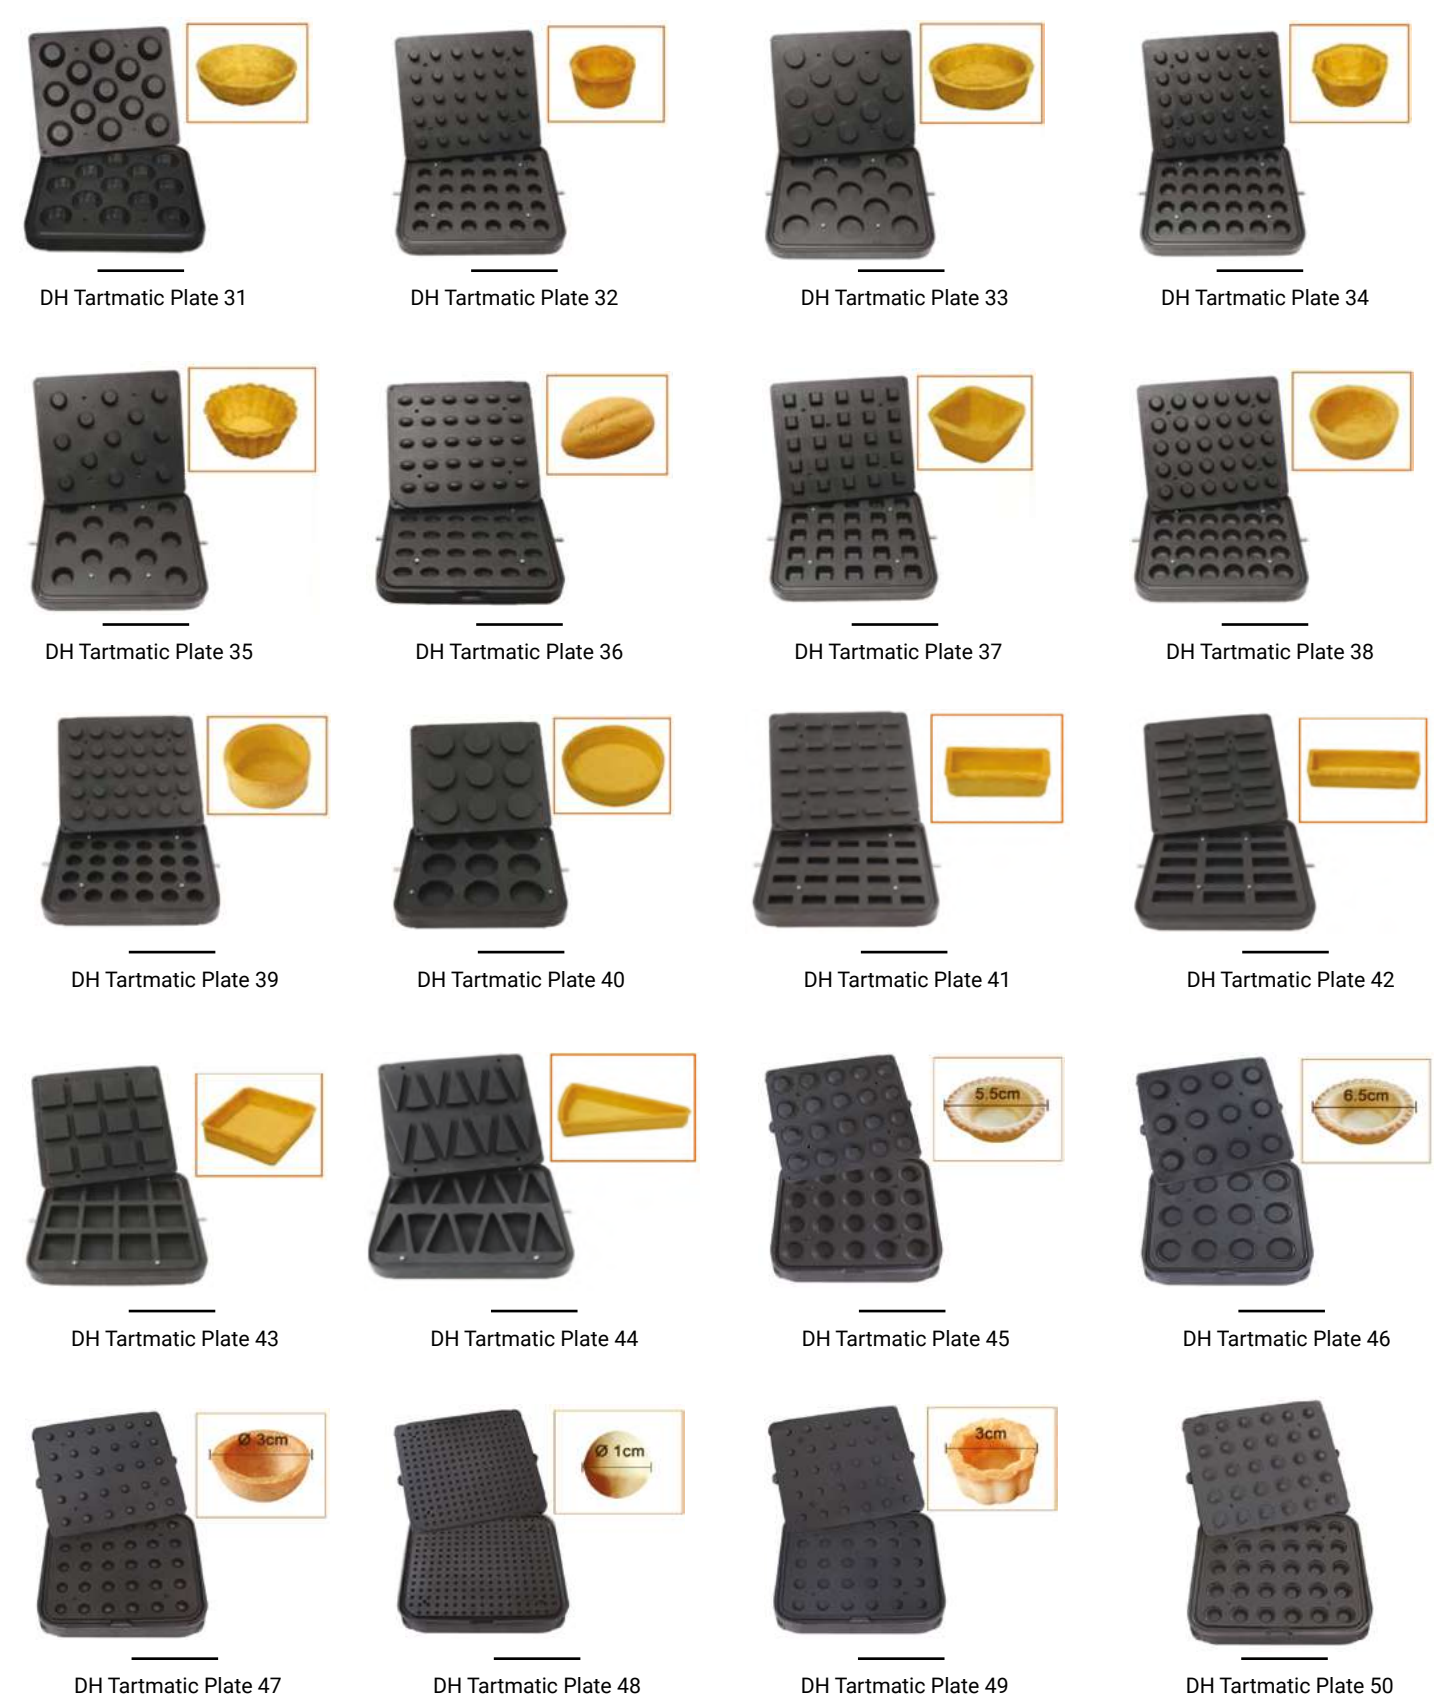 DH Tartmatic Plate 31
DH Tartmatic Plate 32
DH Tartmatic Plate 33
DH Tartmatic Plate 34
DH Tartmatic Plate 35
DH Tartmatic Plate 36
DH Tartmatic Plate 37
DH Tartmatic Plate 38
DH Tartmatic Plate 39
DH Tartmatic Plate 40
DH Tartmatic Plate 41
DH Tartmatic Plate 42
5.5cm
6.5cm
DH Tartmatic Plate 43
DH Tartmatic Plate 44
DH Tartmatic Plate 45
DH Tartmatic Plate 46
Ø 3cm
Ø 1cm
3cm
DH Tartmatic Plate 47
DH Tartmatic Plate 48
DH Tartmatic Plate 49
DH Tartmatic Plate 50